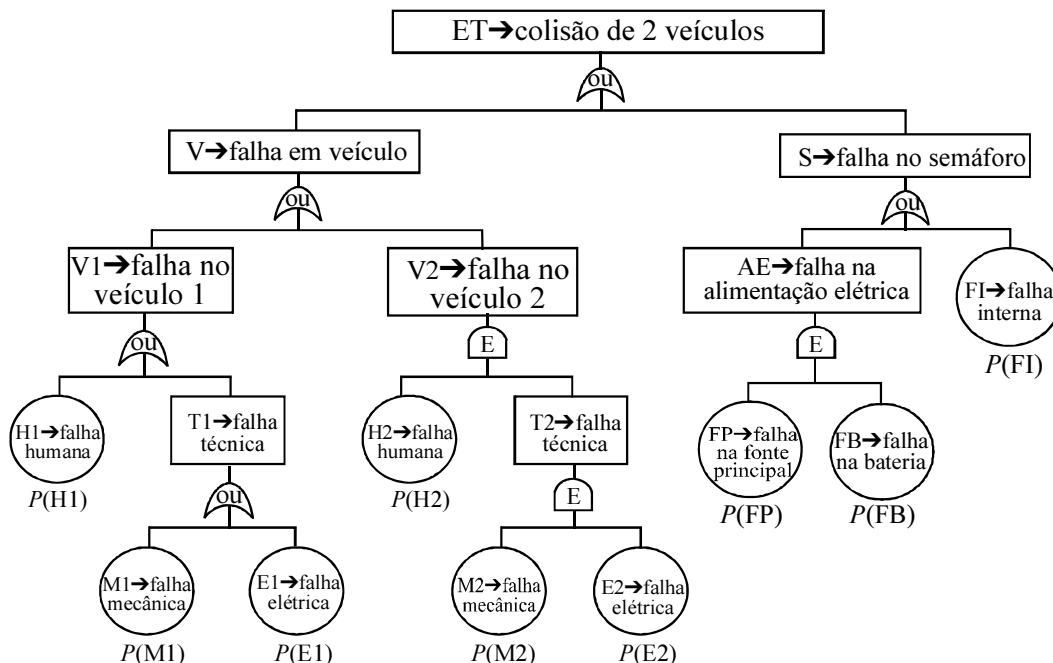 ET➔colisão de 2 veículos
ou
V➔falha em veículo
S➔falha no semáforo
ou
ou
V1➔falha no
veículo 1
V2➔falha no
veículo 2
AE➔falha na
alimentação elétrica
FI➔falha
interna
P(FI)
ou
E
E
H1➔falha
humana
P(H1)
T1➔falha
técnica
H2➔falha
humana
P(H2)
T2➔falha
técnica
FP➔falha
na fonte
principal
P(FP)
FB➔falha
na bateria
P(FB)
ou
E
M1➔falha
mecânica
P(M1)
E1➔falha
elétrica
P(E1)
M2➔falha
mecânica
P(M2)
E2➔falha
elétrica
P(E2)